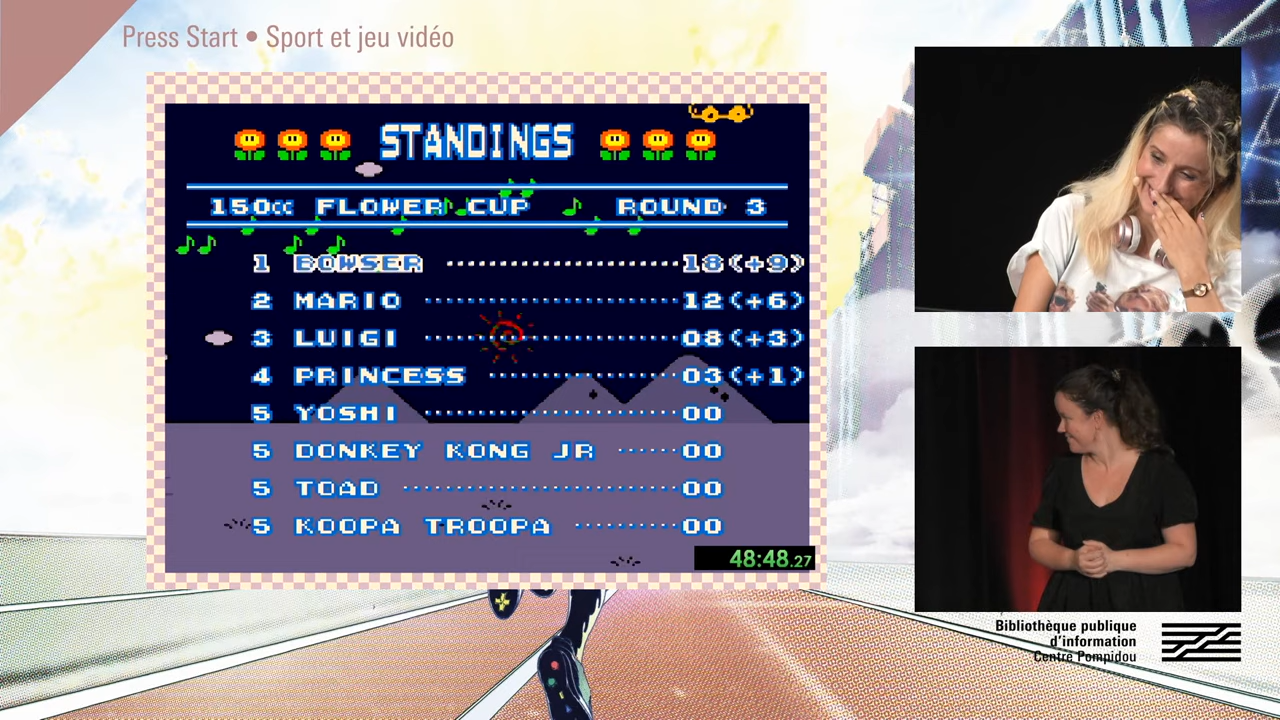 Press Start • Sport et jeu vidéo
STANDINGS
150cc FLOWER CUP ROUND 3
1 BOWSER 18(+9)
2 MARIO 12(+6)
3 LUIGI 08(+3)
4 PRINCESS 03(+1)
5 YOSHI 00
5 DONKEY KONG JR 00
5 TOAD 00
5 KOOPA TROOPA 00
48:48.27
Bibliothèque publique
d'information
Centre Pompidou